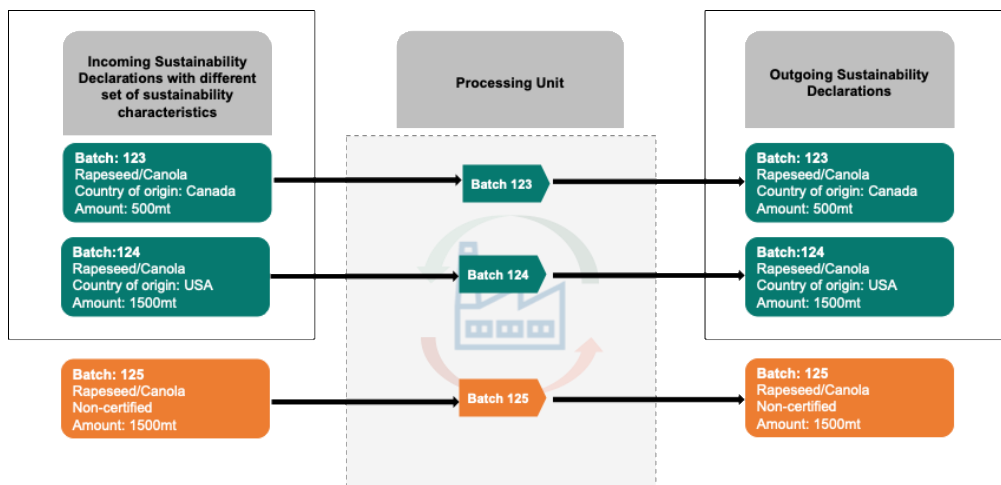 Incoming Sustainability
Declarations with different
set of sustainability
characteristics
Processing Unit
Outgoing Sustainability
Declarations
Batch: 123
Rapeseed/Canola
Country of origin: Canada
Amount: 500mt
Batch 123
Batch: 123
Rapeseed/Canola
Country of origin: Canada
Amount: 500mt
Batch:124
Rapeseed/Canola
Country of origin: USA
Amount: 1500mt
Batch 124
Batch:124
Rapeseed/Canola
Country of origin: USA
Amount: 1500mt
Batch: 125
Rapeseed/Canola
Non-certified
Amount: 1500mt
Batch 125
Batch: 125
Rapeseed/Canola
Non-certified
Amount: 1500mt